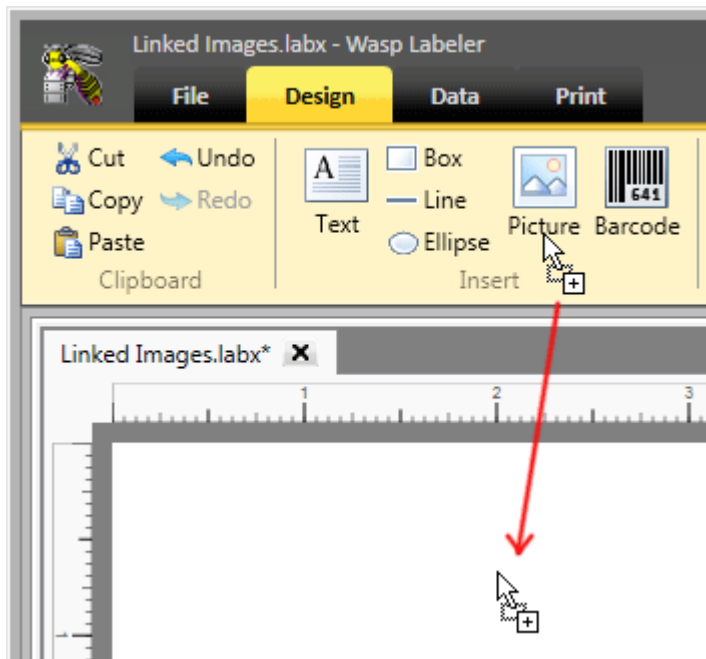 Linked Images.labx - Wasp Labeler
File Design Data Print
Cut Undo
Copy Redo
Paste
Clipboard
Text
Box
Line
Ellipse
Picture
641
Barcode
Insert
Linked Images.labx* X
1 2 3
1